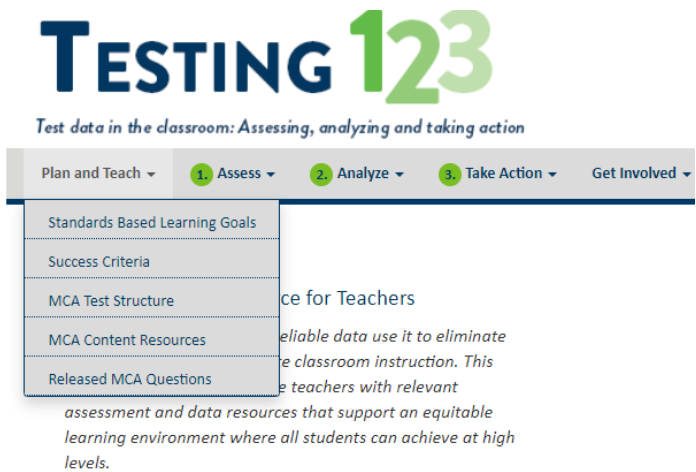 TESTING 123
Test data in the classroom: Assessing, analyzing and taking action
Plan and Teach 1. Assess 2. Analyze 3. Take Action Get Involved
Standards Based Learning Goals
Success Criteria
MCA Test Structure
MCA Content Resources
Released MCA Questions
for Teachers
data use it to eliminate
classroom instruction. This
teachers with relevant
assessment and data resources that support an equitable
learning environment where all students can achieve at high
levels.